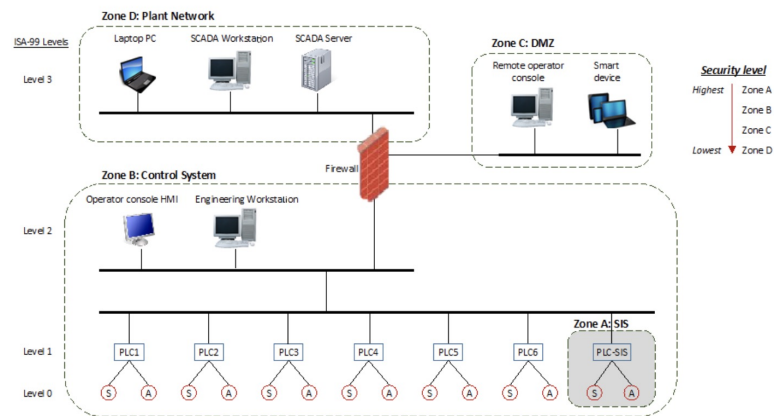 Zone D: Plant Network
ISA-99 Levels
Laptop PC
SCADA Workstation
SCADA Server
Level 3
Zone C: DMZ
Remote operator
console
Smart
device
Security level
Highest
Zone A
Zone B
Zone C
Lowest
Zone D
Firewall
Zone B: Control System
Operator console HMI
Engineering Workstation
Level 2
Zone A: SIS
Level 1
PLC1
PLC2
PLC3
PLC4
PLC5
PLC6
PLC-SIS
Level 0
S
A
S
A
S
A
S
A
S
A
S
A
S
A